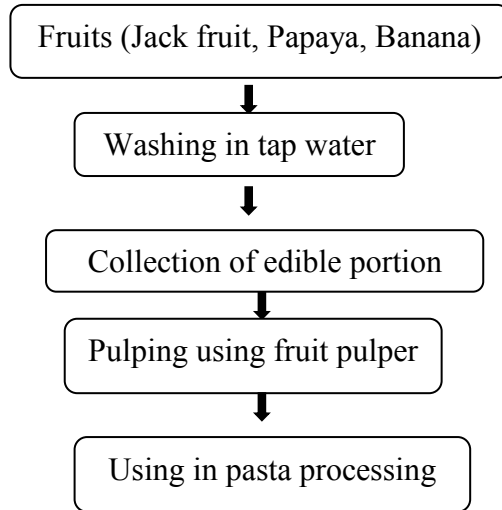 Fruits (Jack fruit, Papaya, Banana)
Washing in tap water
Collection of edible portion
Pulping using fruit pulper
Using in pasta processing